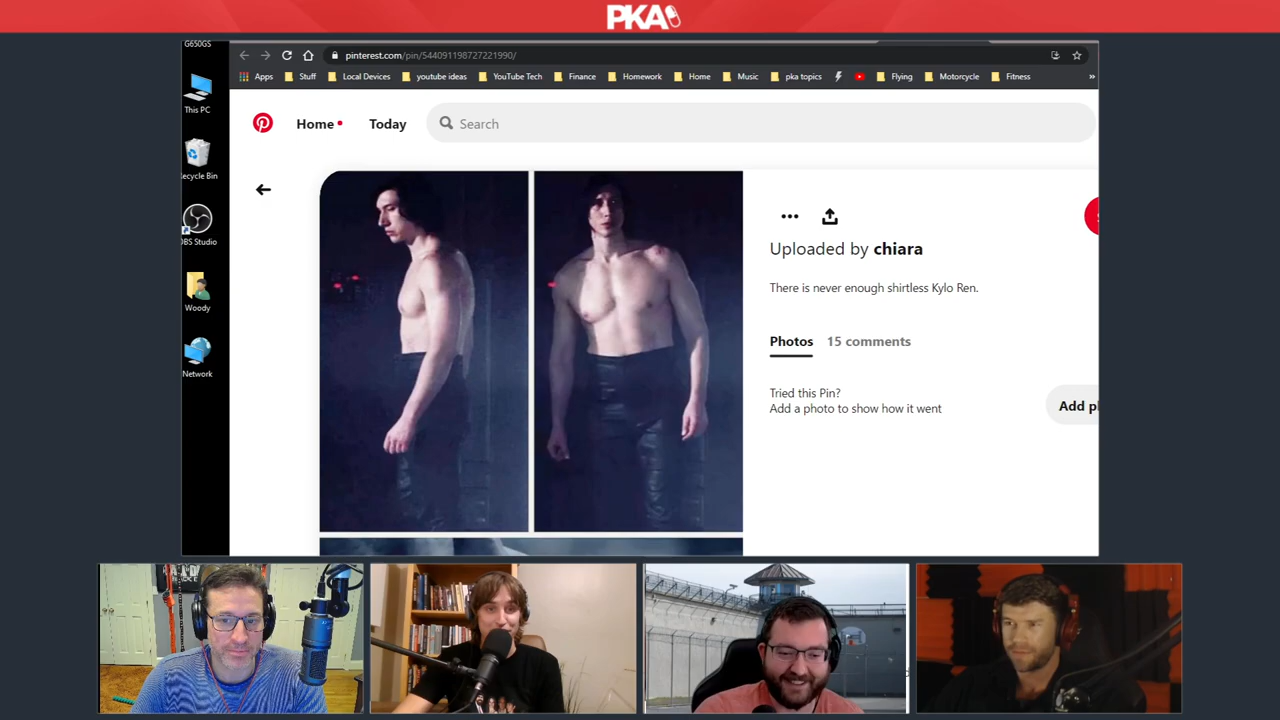 PKA
G650GS
pinterest.com/pin/544091198727221990/
Apps Stuff Local Devices youtube ideas YouTube Tech Finance Homework Home Music pka topics Flying Motorcycle Fitness »
This PC
Home Today Search
ecycle Bin
Uploaded by chiara
BS Studio
There is never enough shirtless Kylo Ren.
Woody
Photos 15 comments
Network
Tried this Pin?
Add a photo to show how it went
Add p